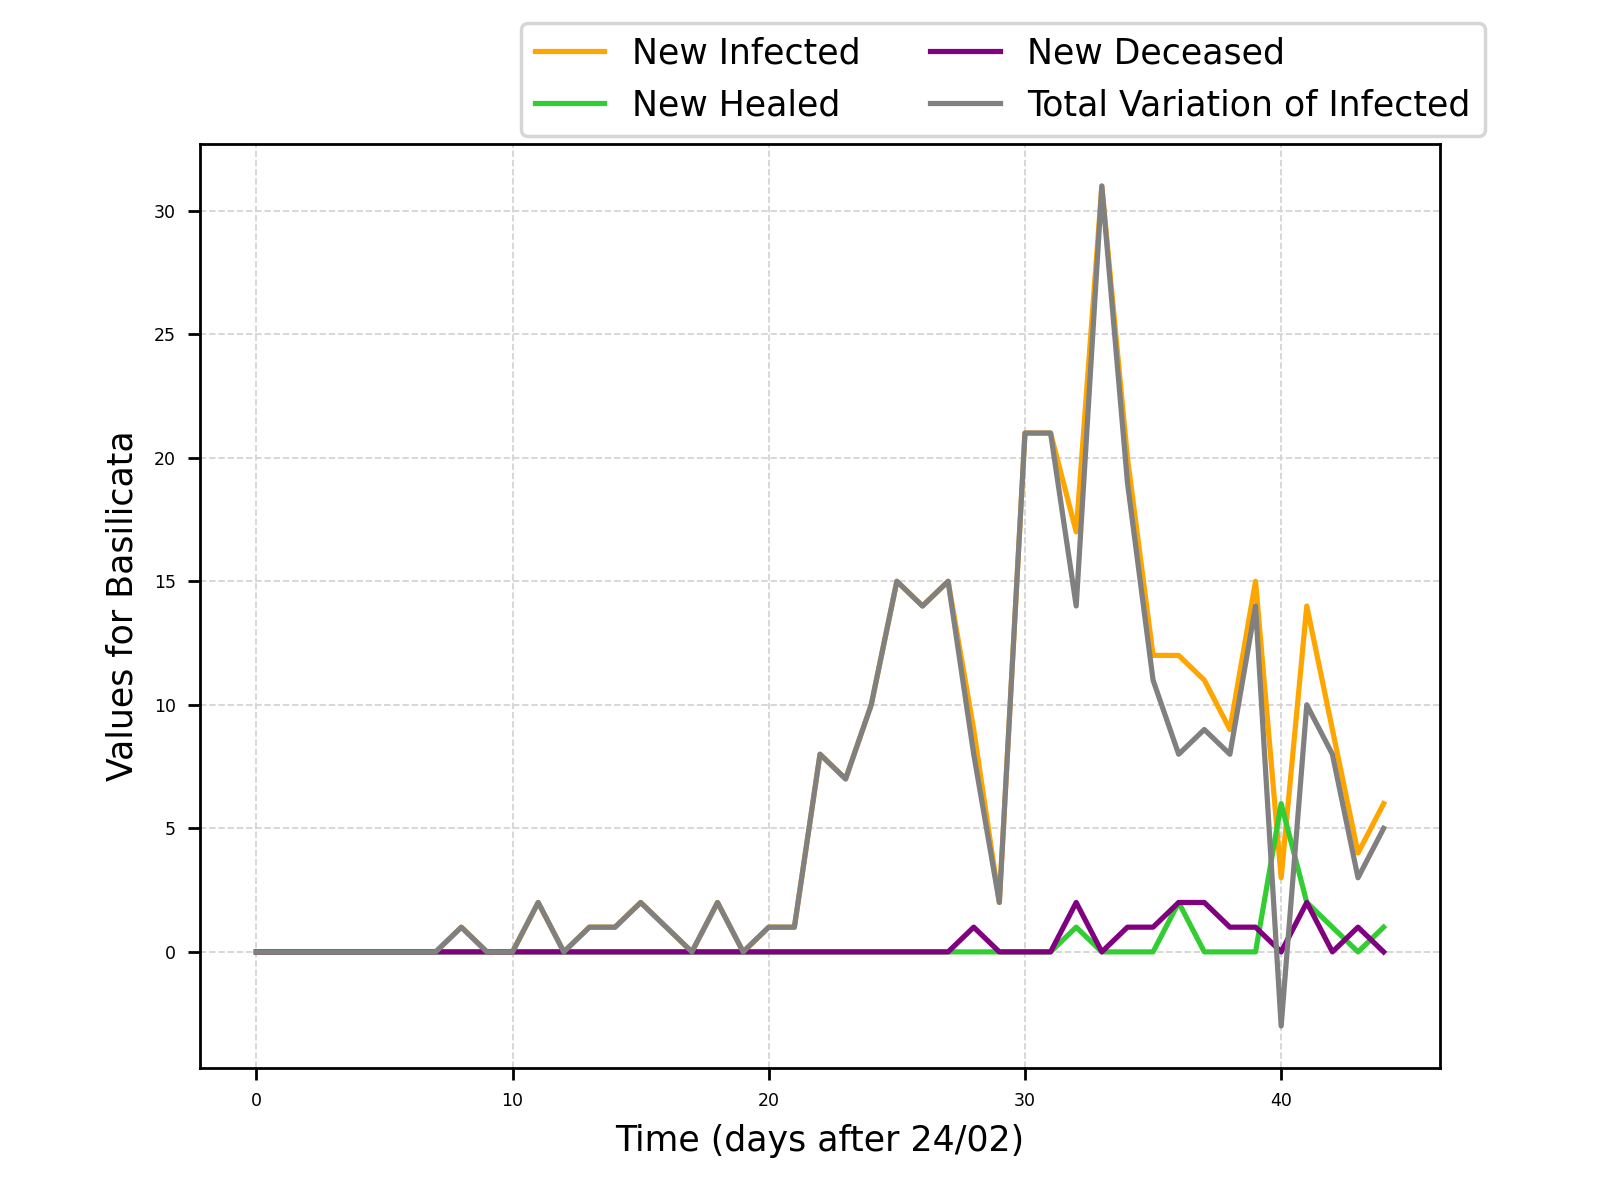 New Infected
New Healed
New Deceased
Total Variation of Infected
Values for Basilicata
30
25
20
15
10
5
0
0 10 20 30 40
Time (days after 24/02)